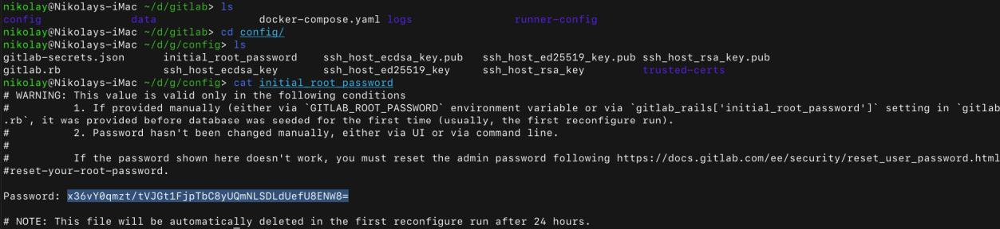 nikolay@Nikolays-iMac ~/d/gitlab> ls
config data docker-compose.yaml logs runner-config
nikolay@Nikolays-iMac ~/d/gitlab> cd config/
nikolay@Nikolays-iMac ~/d/g/config> ls
gitlab-secrets.json initial_root_password ssh_host_ecdsa_key.pub ssh_host_ed25519_key.pub ssh_host_rsa_key.pub
gitlab.rb ssh_host_ecdsa_key ssh_host_ed25519_key ssh_host_rsa_key trusted-certs
nikolay@Nikolays-iMac ~/d/g/config> cat initial_root_password
# WARNING: This value is valid only in the following conditions
# 1. If provided manually (either via `GITLAB_ROOT_PASSWORD` environment variable or via `gitlab_rails['initial_root_password']` setting in `gitlab
.rb`, it was provided before database was seeded for the first time (usually, the first reconfigure run).
# 2. Password hasn't been changed manually, either via UI or via command line.
#
# If the password shown here doesn't work, you must reset the admin password following https://docs.gitlab.com/ee/security/reset_user_password.html
#reset-your-root-password.
Password: x36vY0qmzt/tVJGt1FjpTbC8yUQmNLSDLdUefU8ENW8=
# NOTE: This file will be automatically deleted in the first reconfigure run after 24 hours.